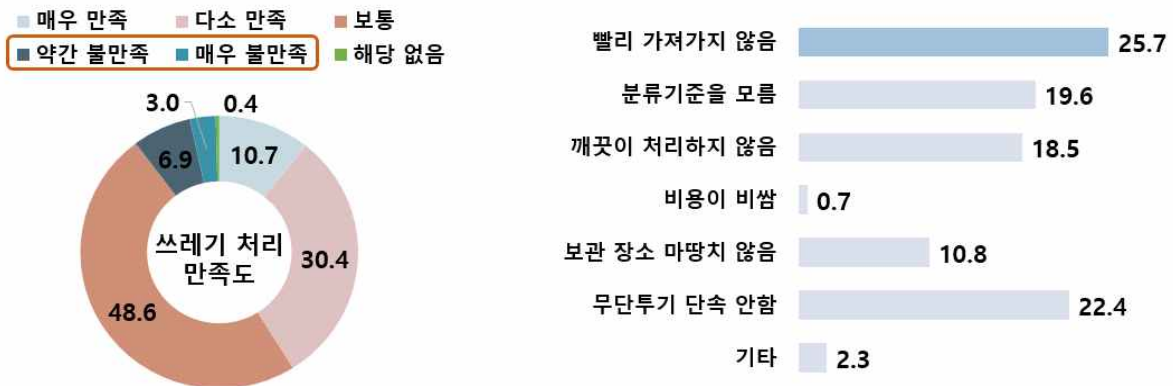 매우 만족 다소 만족 보통
약간 불만족 매우 불만족 해당 없음
3.0 0.4
6.9 10.7
쓰레기 처리
만족도
30.4
48.6
빨리 가져가지 않음 25.7
분류기준을 모름 19.6
깨끗이 처리하지 않음 18.5
비용이 비쌈 0.7
보관 장소 마땅치 않음 10.8
무단투기 단속 안함 22.4
기타 2.3